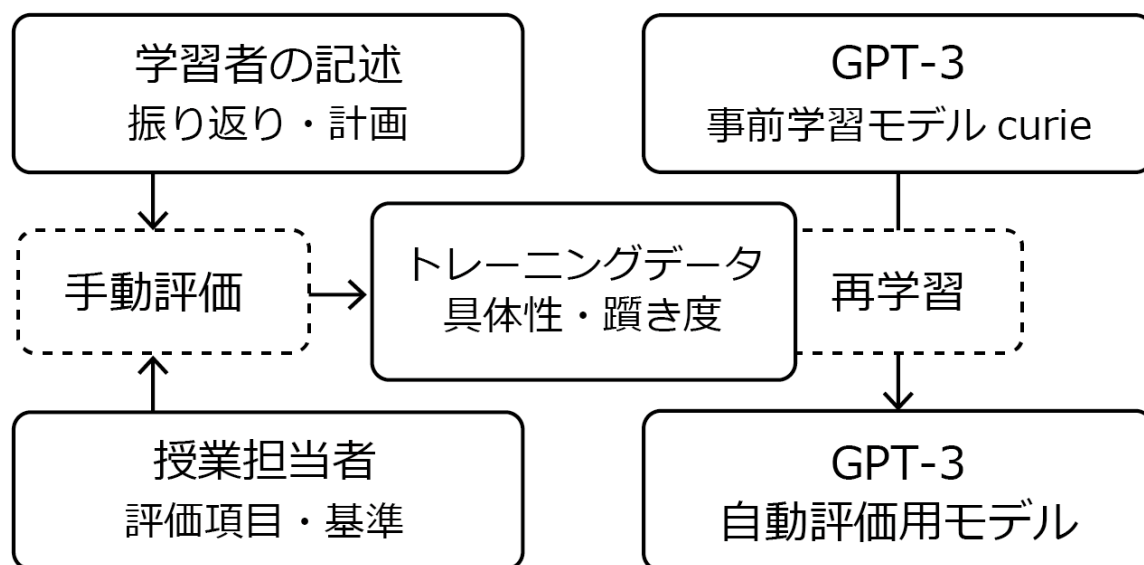 学習者の記述
振り返り・計画
GPT-3
事前学習モデル curie
手動評価
トレーニングデータ
具体性・躓き度
再学習
授業担当者
評価項目・基準
GPT-3
自動評価用モデル